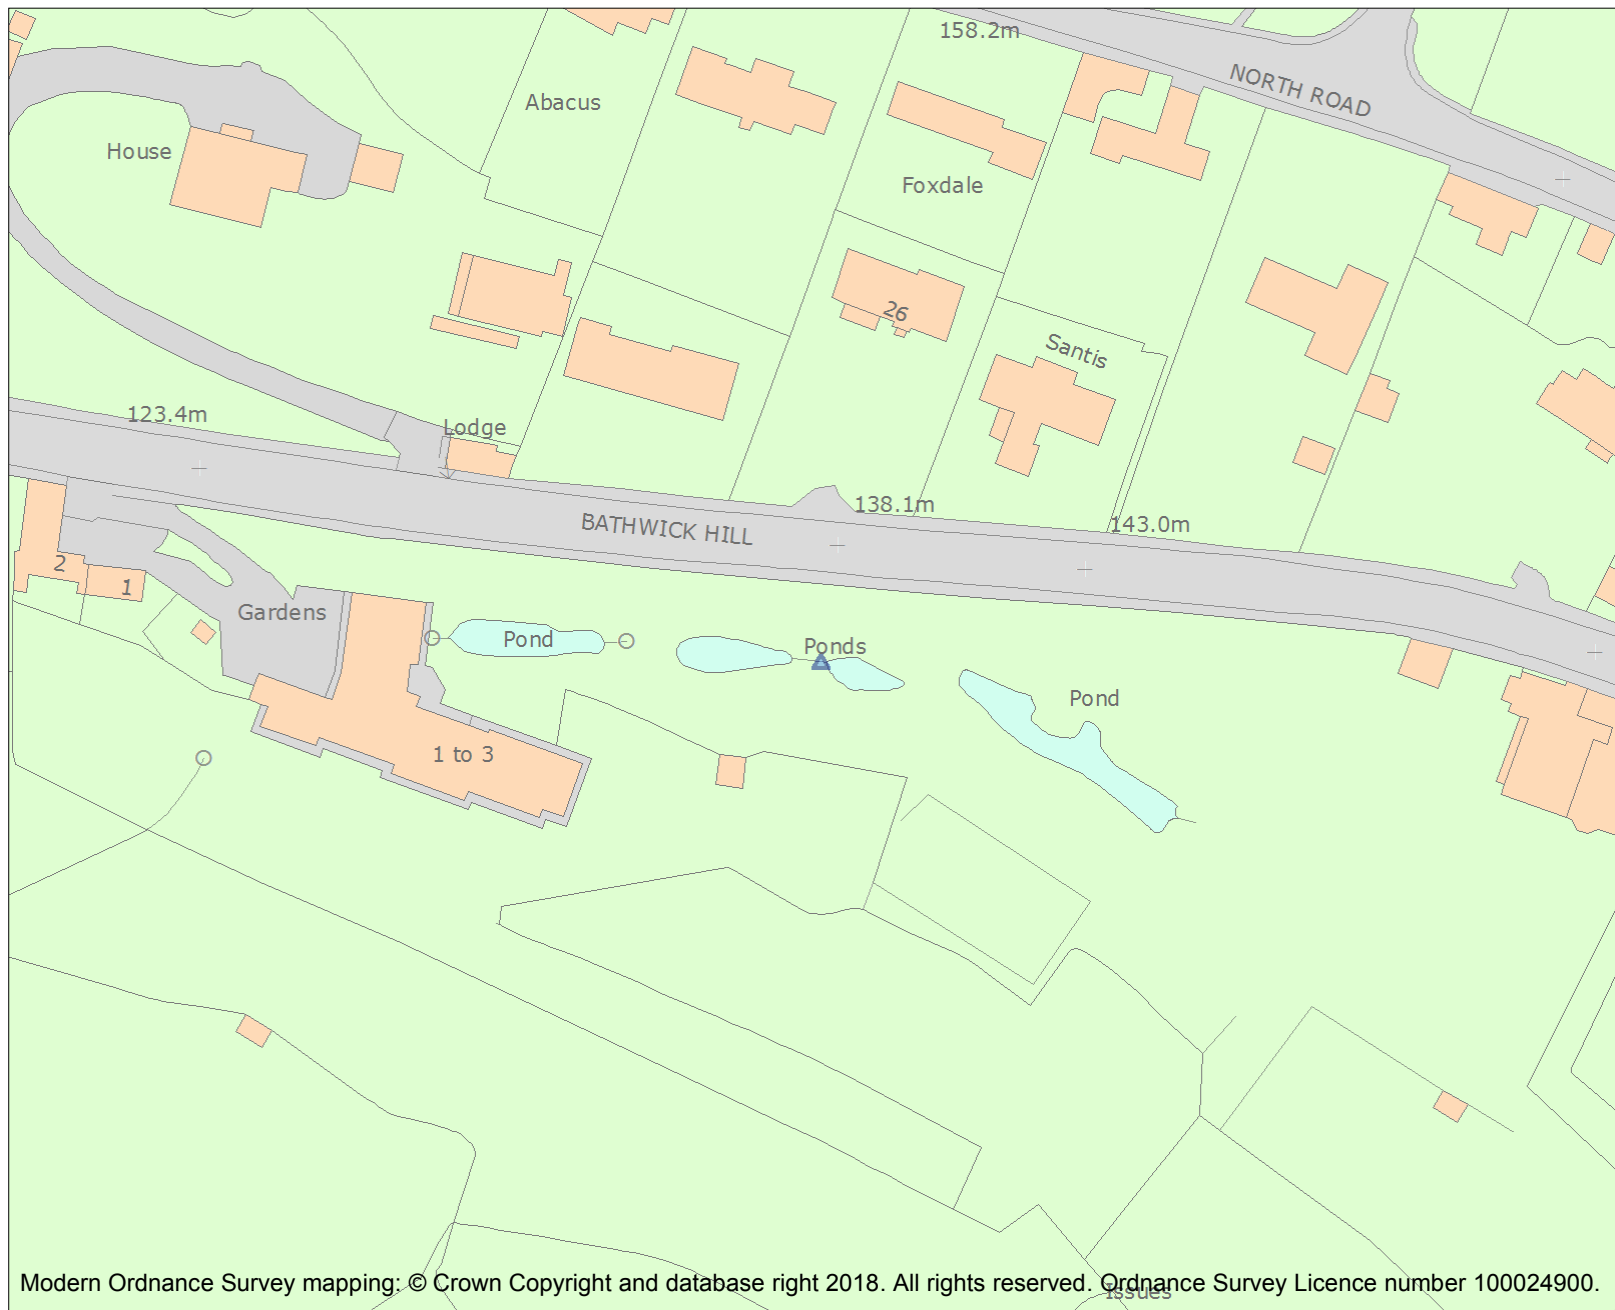 158.2m
NORTH ROAD
Abacus
House
Foxdale
26
Santis
123.4m
Lodge
138.1m
143.0m
BATHWICK HILL
2
1
Gardens
Pond
Ponds
Pond
1 to 3
Modern Ordnance Survey mapping: © Crown Copyright and database right 2018. All rights reserved. Ordnance Survey Licence number 100024900.
Issues